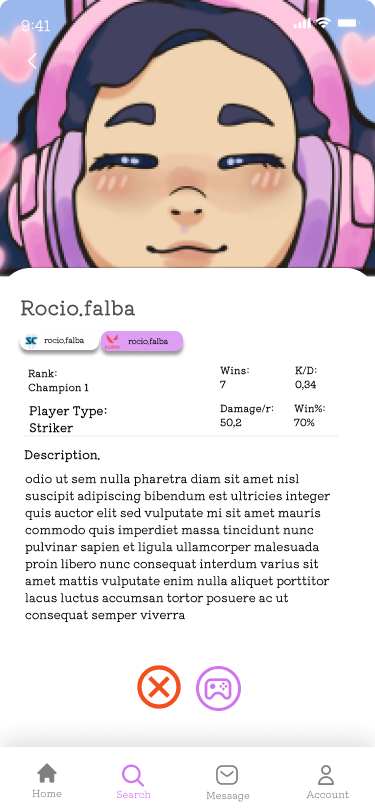 9:41
Rocio.falba
SC rocio.falba
rocio.falba
Rank:
Champion 1
Wins:
7
K/D:
0,34
Player Type:
Striker
Damage/r:
50,2
Win%:
70%
Description.
odio ut sem nulla pharetra diam sit amet nisl
suscipit adipiscing bibendum est ultricies integer
quis auctor elit sed vulputate mi sit amet mauris
commodo quis imperdiet massa tincidunt nunc
pulvinar sapien et ligula ullamcorper malesuada
proin libero nunc consequat interdum varius sit
amet mattis vulputate enim nulla aliquet porttitor
lacus luctus accumsan tortor posuere ac ut
consequat semper viverra
Home
Search
Message
Account